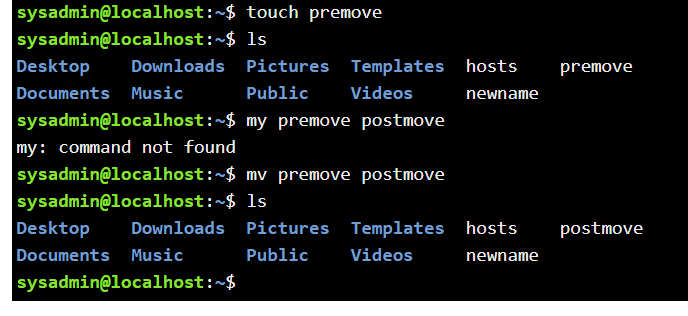 sysadmin@localhost:~$ touch premove
sysadmin@localhost:~$ ls
Desktop    Downloads  Pictures  Templates  hosts    premove
Documents  Music      Public    Videos     newname
sysadmin@localhost:~$ my premove postmove
my: command not found
sysadmin@localhost:~$ mv premove postmove
sysadmin@localhost:~$ ls
Desktop    Downloads  Pictures  Templates  hosts    postmove
Documents  Music      Public    Videos     newname
sysadmin@localhost:~$